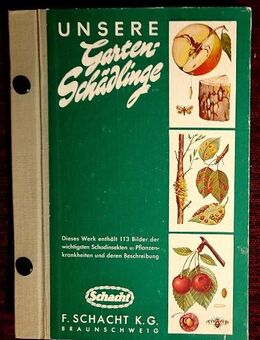 UNSERE
Garten-
Schädlinge
Dieses Werk enthält 113 Bilder der
wichtigsten Schadinsekten u. Pflanzen-
krankheiten und deren Beschreibung
Schacht
F. SCHACHT K.G.
BRAUNSCHWEIG